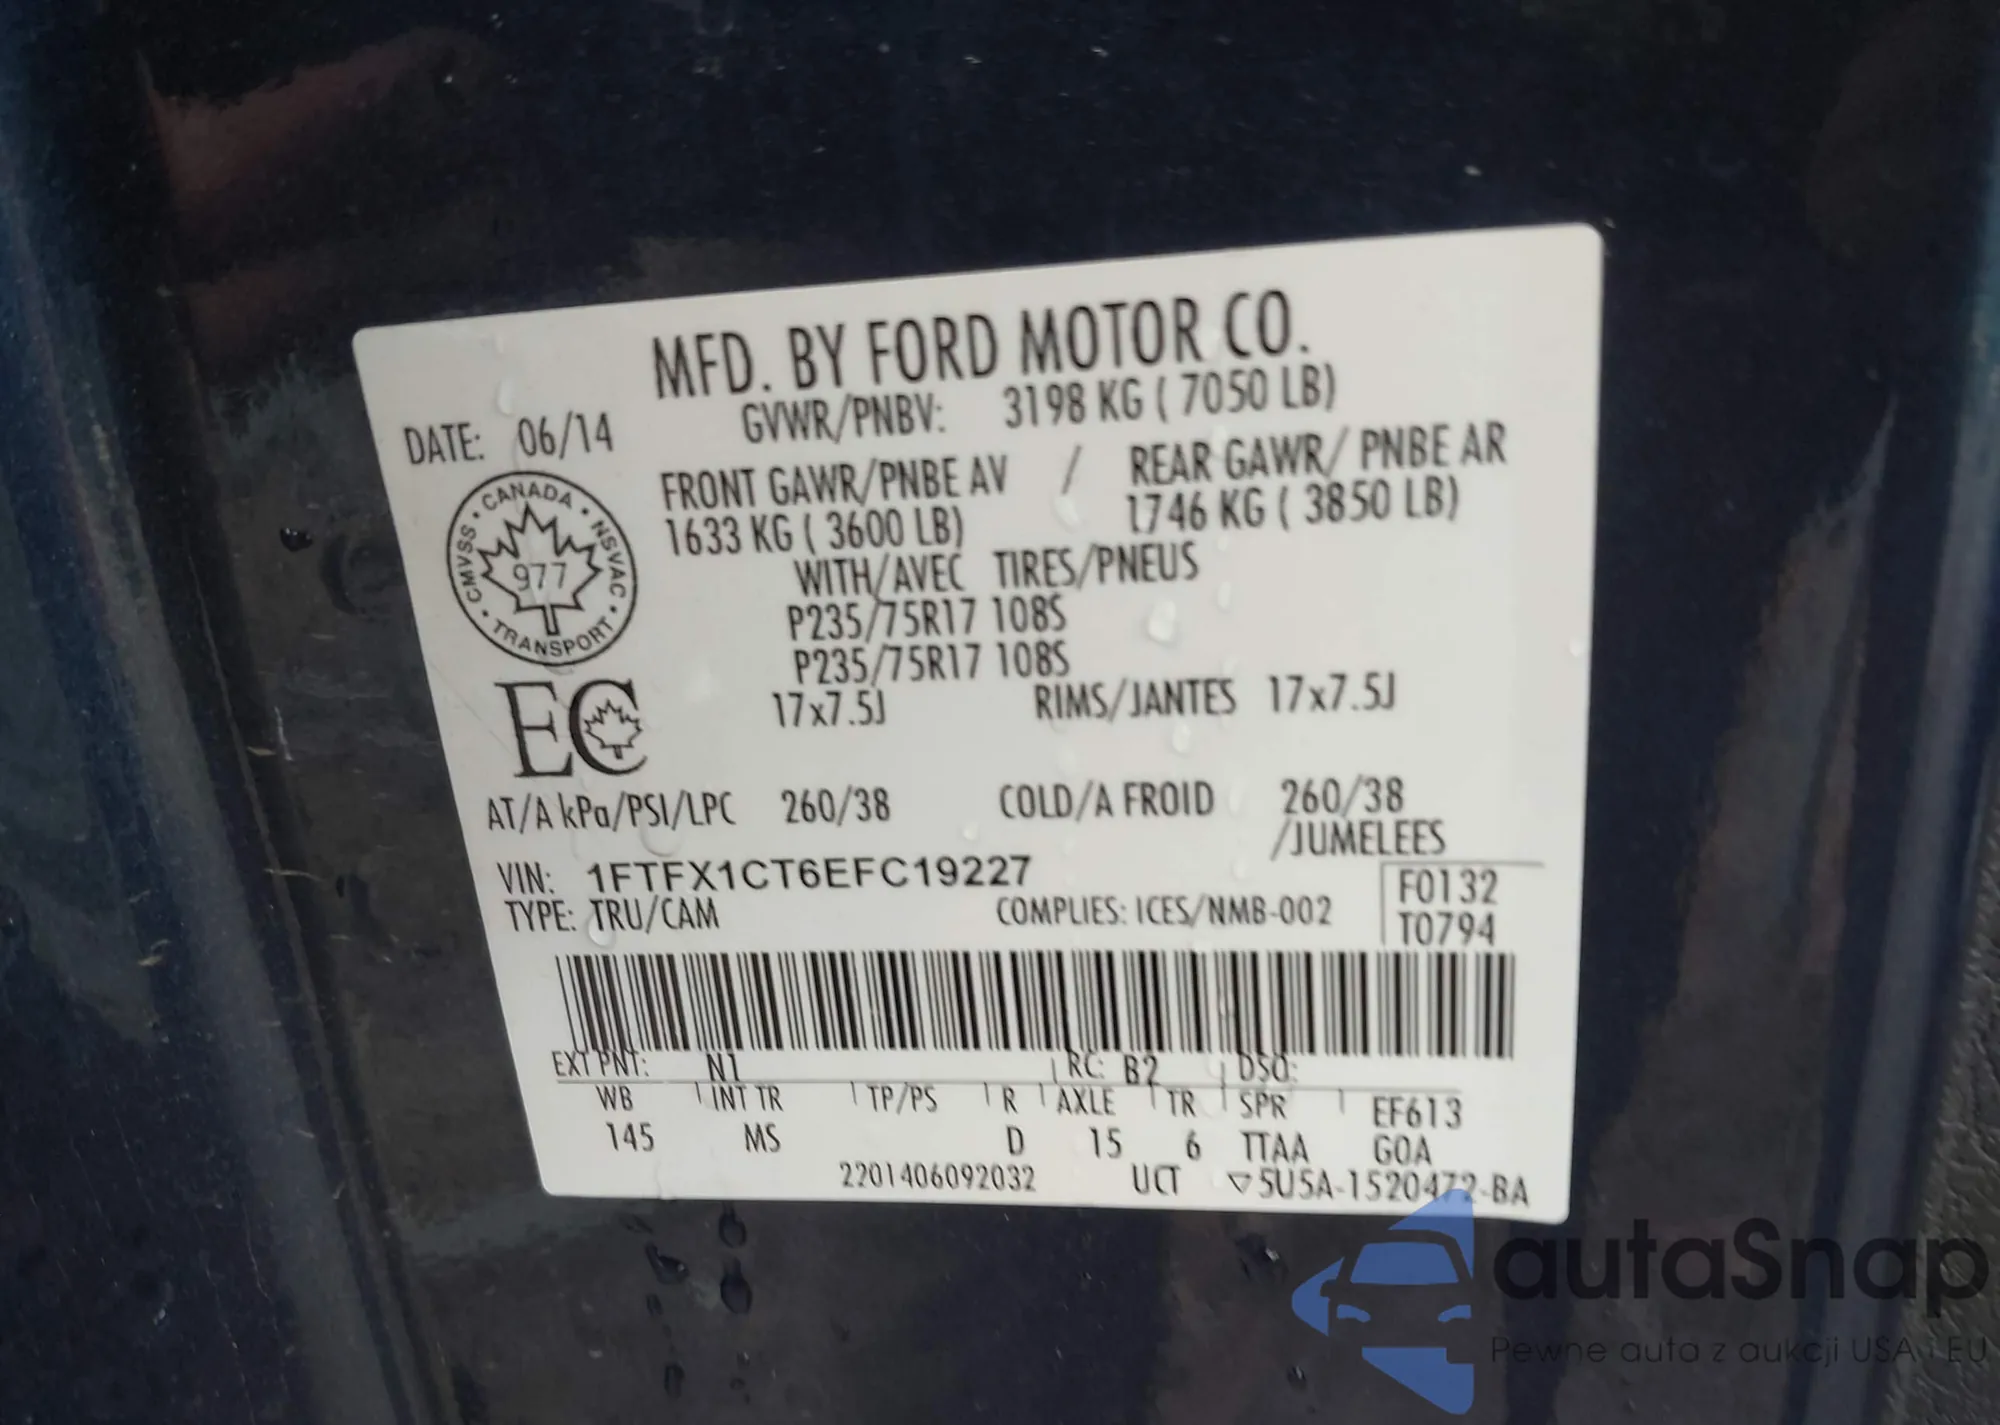 MFD. BY FORD MOTOR CO.
DATE: 06/14
GVWR/PNBV: 3198 KG ( 7050 LB)
FRONT GAWR/PNBE AV / REAR GAWR/ PNBE AR
1633 KG ( 3600 LB) 1746 KG ( 3850 LB)
WITH/AVEC TIRES/PNEUS
P235/75R17 108S
P235/75R17 108S
17x7.5J RIMS/JANTES 17x7.5J
CANADA · NSVAC · TRANSPORT · CMVSS ·
977
EC
AT/A kPa/PSI/LPC 260/38 COLD/A FROID 260/38
/JUMELEES
VIN: 1FTFX1CT6EFC19227
TYPE: TRU/CAM COMPLIES: ICES/NMB-002
F0132
T0794
EXT PNT: N1 RC: B2 DSO:
WB INT TR TP/PS R AXLE TR SPR EF613
145 MS D 15 6 TTAA GOA
2201406092032 UCT ▽5U5A-1520472-BA
autaSnap
Pewne auta z aukcji USA i EU